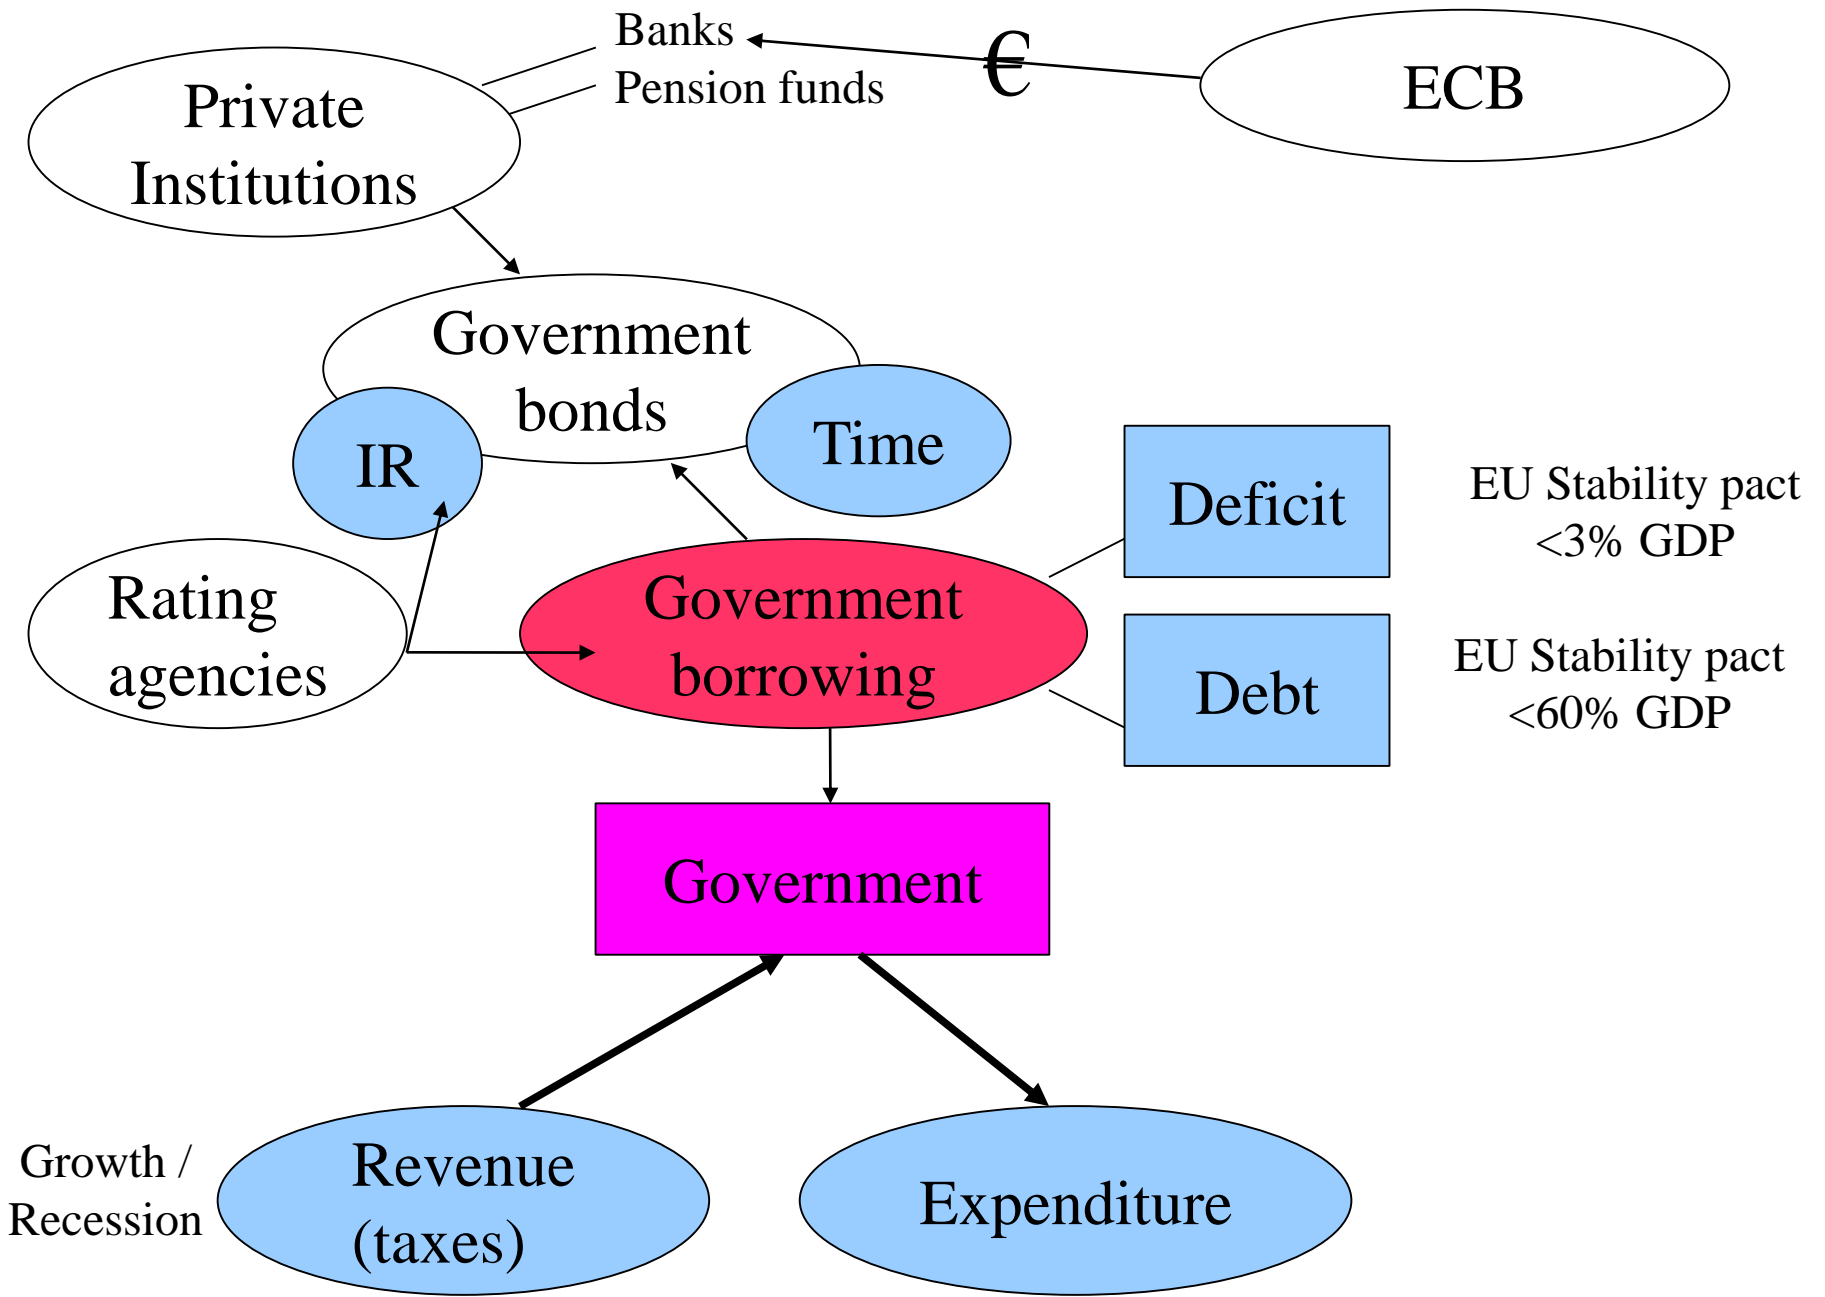 Banks
Pension funds
€
ECB
Private
Institutions
Government
bonds
IR
Time
Deficit
EU Stability pact
<3% GDP
Rating
agencies
Government
borrowing
Debt
EU Stability pact
<60% GDP
Government
Growth /
Recession
Revenue
(taxes)
Expenditure